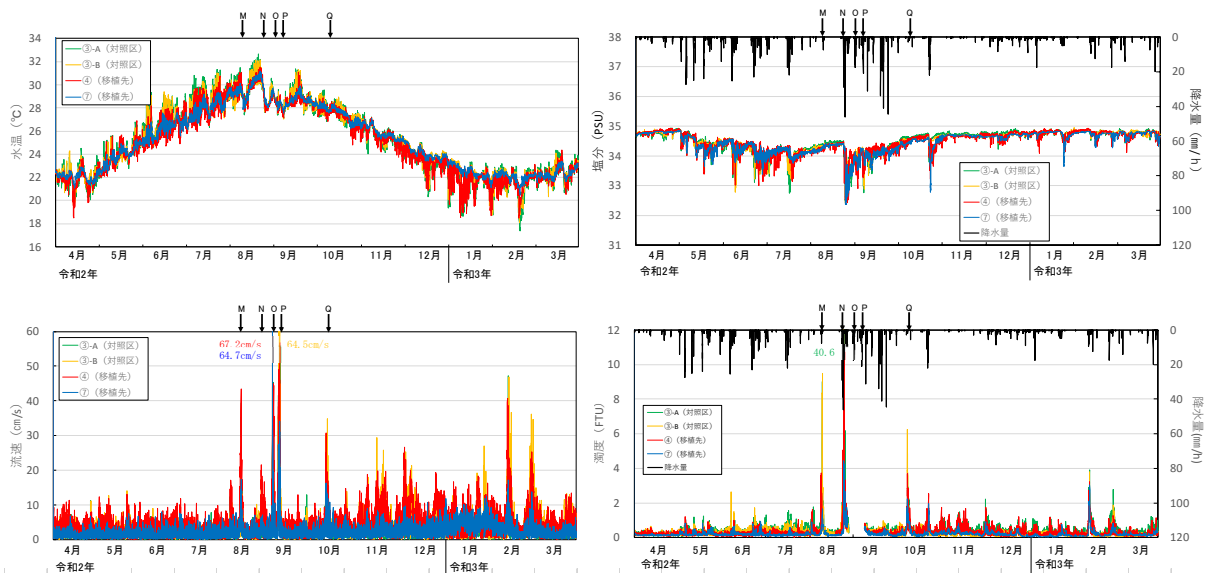 M N O P Q
34
32
30
28
26
24
22
20
18
16
水温（℃）
③-A（対照区）
③-B（対照区）
④（移植先）
⑦（移植先）
4月 5月 6月 7月 8月 9月 10月 11月 12月 1月 2月 3月
令和2年 令和3年
M N O P Q
38
37
36
35
34
33
32
31
塩分（PSU）
0
20
40
60
80
100
120
降水量（mm/h）
③-A（対照区）
③-B（対照区）
④（移植先）
⑦（移植先）
降水量
4月 5月 6月 7月 8月 9月 10月 11月 12月 1月 2月 3月
令和2年 令和3年
M N O P Q
60
50
40
30
20
10
0
流速（cm/s）
③-A（対照区）
③-B（対照区）
④（移植先）
⑦（移植先）
67.2cm/s 64.5cm/s
64.7cm/s
4月 5月 6月 7月 8月 9月 10月 11月 12月 1月 2月 3月
令和2年 令和3年
M N O P Q
12
10
8
6
4
2
0
濁度（FTU）
40.6
0
20
40
60
80
100
120
降水量(mm/h)
③-A（対照区）
③-B（対照区）
④（移植先）
⑦（移植先）
降水量
4月 5月 6月 7月 8月 9月 10月 11月 12月 1月 2月 3月
令和2年 令和3年